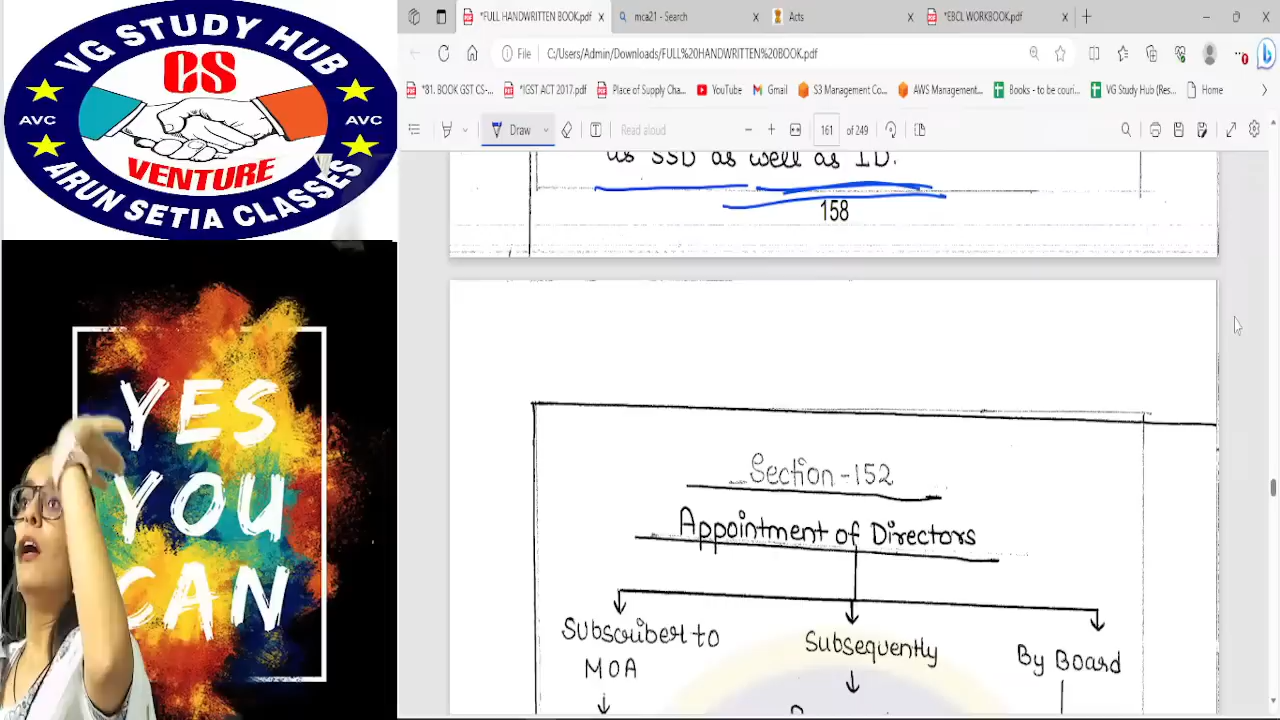 VG STUDY HUB
CS
AVC
AVC
VENTURE
ARUN SETIA CLASSES
YES
YOU
CAN
*FULL HANDWRITTEN BOOK.pdf
mca21 - Search
Acts
*EBCL WORKBOOK.pdf
File
C:/Users/Admin/Downloads/FULL%20HANDWRITTEN%20BOOK.pdf
*81. BOOK GST CS-...
*IGST ACT 2017.pdf
YouTube
Gmail
S3 Management Co...
AWS Management...
Books - to be couri...
VG Study Hub (Res...
Home
Draw
Read aloud
161 of 249
as SSD as well as ID.
158
Section-152
Appointment of Directors
Subscriber to
MOA
Subsequently
By Board